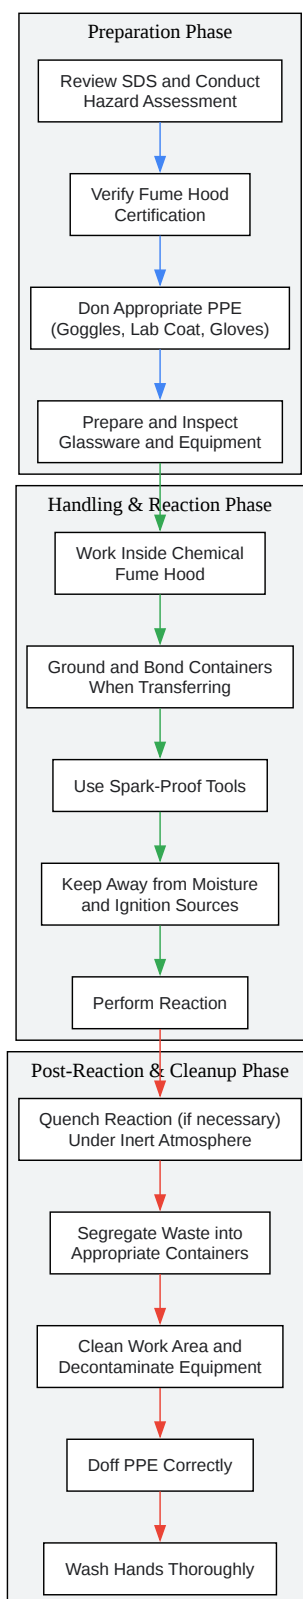 Preparation Phase
Review SDS and Conduct
Hazard Assessment
Verify Fume Hood
Certification
Don Appropriate PPE
(Goggles, Lab Coat, Gloves)
Prepare and Inspect
Glassware and Equipment
Handling & Reaction Phase
Work Inside Chemical
Fume Hood
Ground and Bond Containers
When Transferring
Use Spark-Proof Tools
Keep Away from Moisture
and Ignition Sources
Perform Reaction
Post-Reaction & Cleanup Phase
Quench Reaction (if necessary)
Under Inert Atmosphere
Segregate Waste into
Appropriate Containers
Clean Work Area and
Decontaminate Equipment
Doff PPE Correctly
Wash Hands Thoroughly